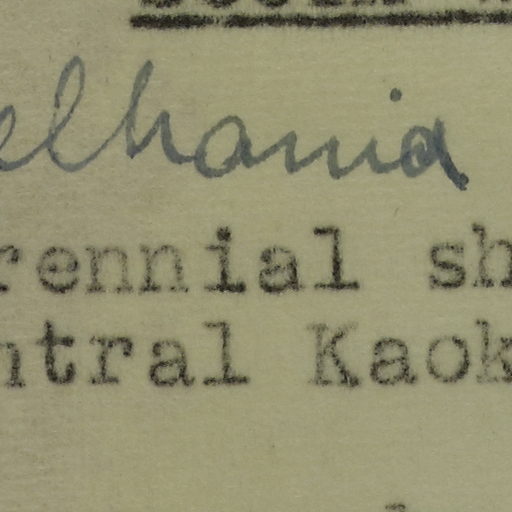 elhania
rennial sh
ntral Kaok